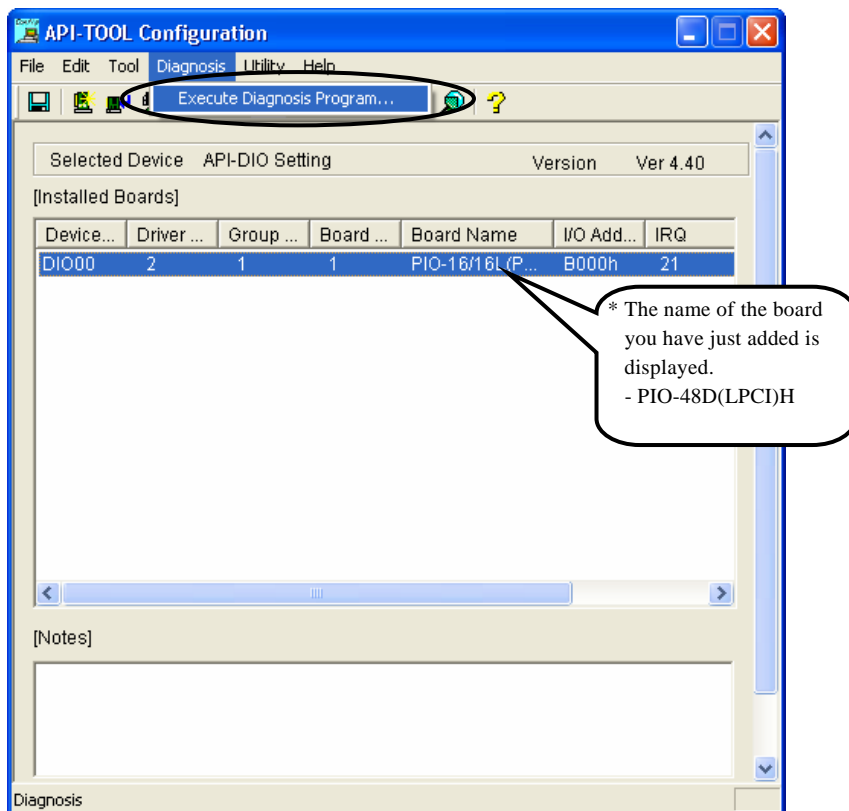 API-TOOL Configuration
File Edit Tool Diagnosis Utility Help
Execute Diagnosis Program...
Selected Device API-DIO Setting Version Ver 4.40
[Installed Boards]
Device... Driver ... Group ... Board ... Board Name I/O Add... IRQ
DIO00 2 1 1 PIO-16/16L(P... B000h 21
* The name of the board
you have just added is
displayed.
- PIO-48D(LPCI)H
[Notes]
Diagnosis